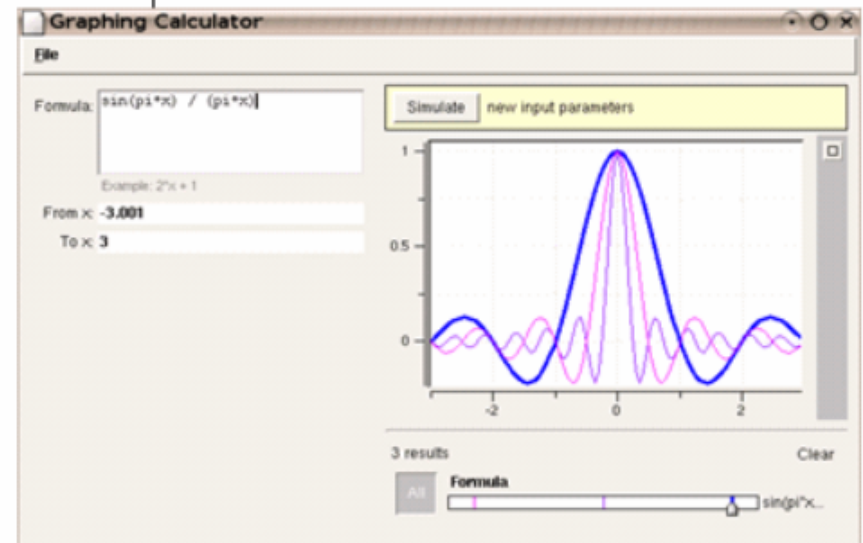 Graphing Calculator
File
Formula: sin(pi*x) / (pi*x)
Example: 2*x + 1
From x: -3.001
To x: 3
Simulate new input parameters
1
0.5
0
-2 0 2
3 results Clear
All
Formula
sin(pi*x...